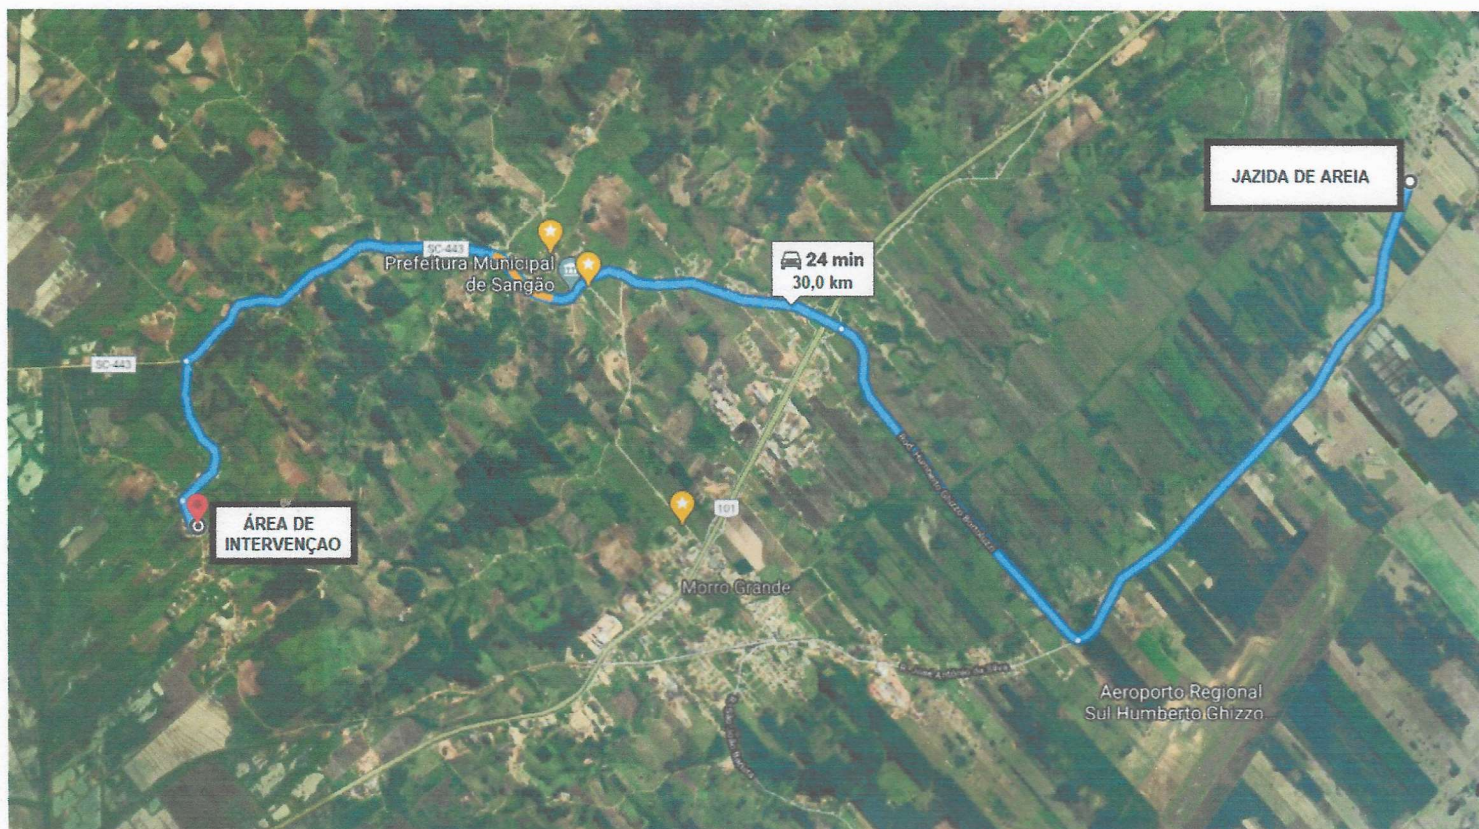 JAZIDA DE AREIA
SC-443
Prefeitura Municipal
de Sangão
24 min
30,0 km
SC-443
101
ÁREA DE
INTERVENÇAO
Morro Grande
Aeroporto Regional
Sul Humberto Ghizzo